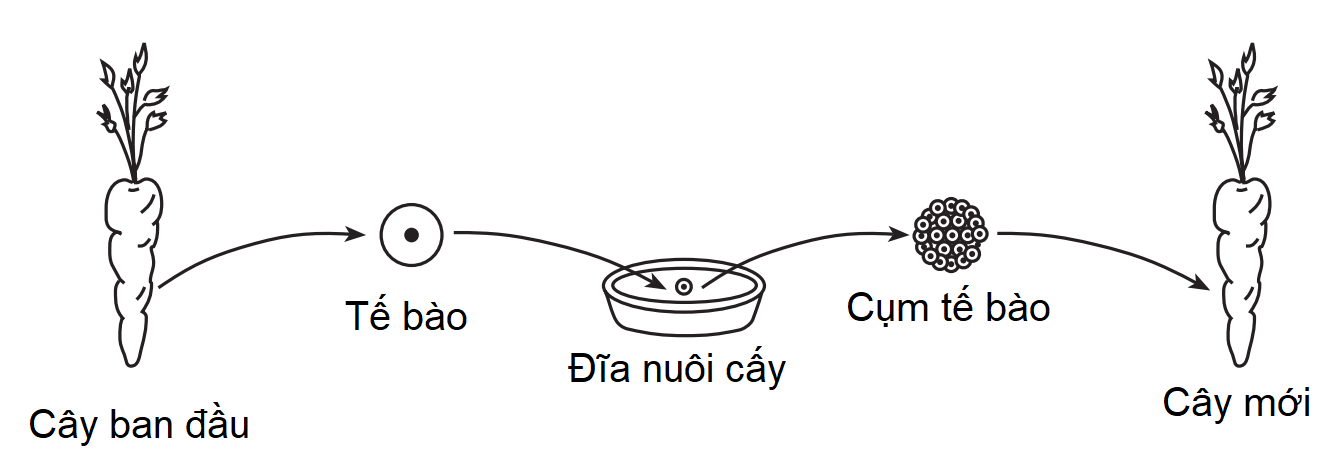 Cây ban đầu
Tế bào
Đĩa nuôi cấy
Cụm tế bào
Cây mới